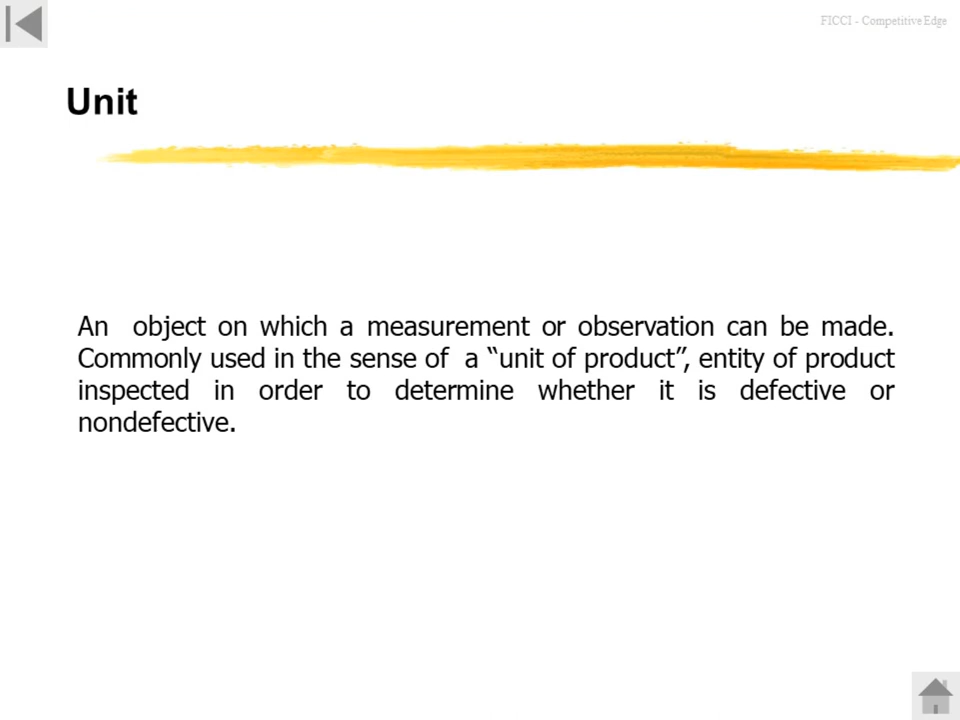 FICCI - Competitive Edge
Unit
An object on which a measurement or observation can be made.
Commonly used in the sense of a “unit of product”, entity of product
inspected in order to determine whether it is defective or
nondefective.